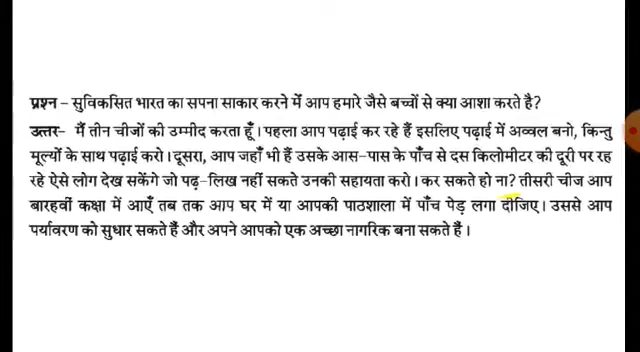 प्रश्न – सुविकसित भारत का सपना साकार करने में आप हमारे जैसे बच्चों से क्या आशा करते है?
उत्तर– मैं तीन चीजों की उम्मीद करता हूँ। पहला आप पढ़ाई कर रहे हैं इसलिए पढ़ाई में अव्वल बनो, किन्तु
मूल्यों के साथ पढ़ाई करो। दूसरा, आप जहाँ भी हैं उसके आस-पास के पाँच से दस किलोमीटर की दूरी पर रह
रहे ऐसे लोग देख सकेंगे जो पढ़-लिख नहीं सकते उनकी सहायता करो। कर सकते हो ना? तीसरी चीज आप
बारहवीं कक्षा में आएँ तब तक आप घर में या आपकी पाठशाला में पाँच पेड़ लगा दीजिए। उससे आप
पर्यावरण को सुधार सकते हैं और अपने आपको एक अच्छा नागरिक बना सकते हैं।